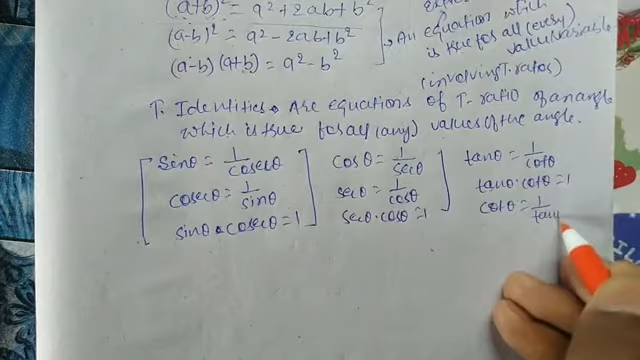 (a+b)² = a²+2ab+b²
(a-b)² = a²-2ab+b²
(a-b)(a+b) = a²-b²
An equation which
is true for all (every)
value variable
(involving T. ratos)
T. Identities Are equations of T-ratio of an angle
which is true for all (any) values of the angle.
sinθ = 1/cosecθ
cosecθ = 1/sinθ
sinθ • cosecθ = 1
cosθ = 1/secθ
secθ = 1/cosθ
secθ · cosθ = 1
tanθ = 1/cotθ
tanθ · cotθ = 1
cotθ = 1/tan